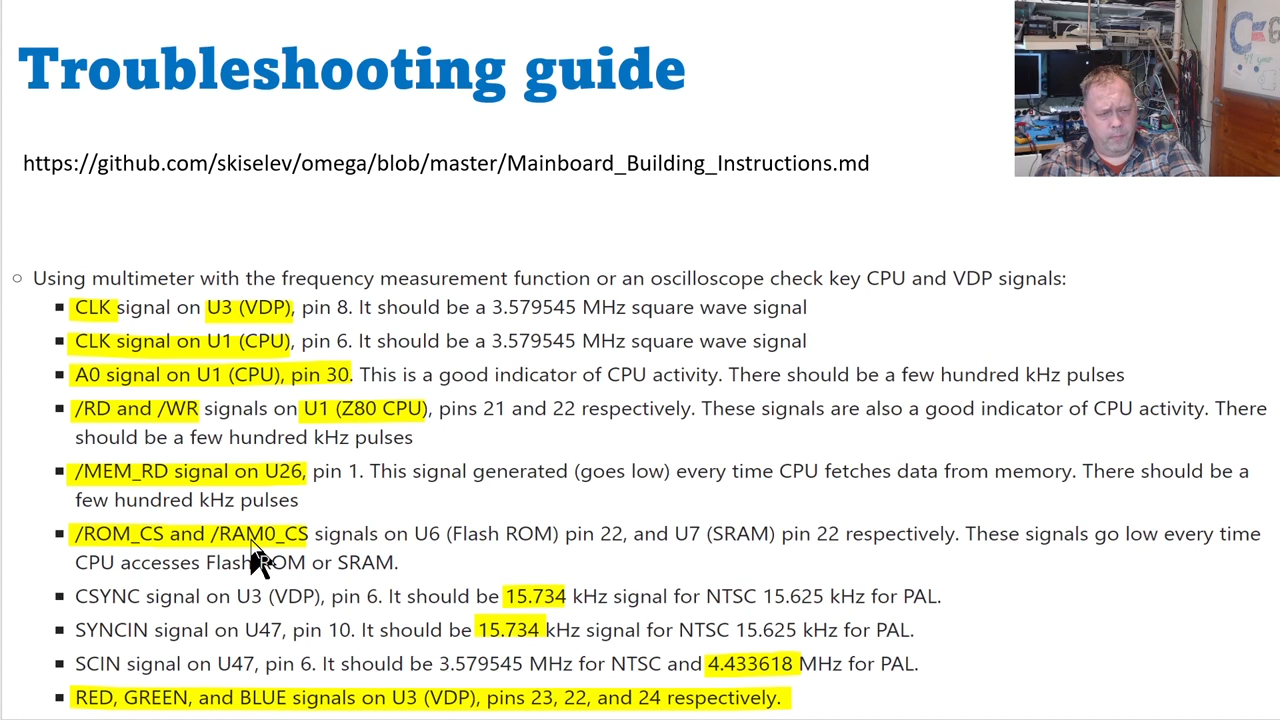 Troubleshooting guide
https://github.com/skiselev/omega/blob/master/Mainboard_Building_Instructions.md
Using multimeter with the frequency measurement function or an oscilloscope check key CPU and VDP signals:
CLK signal on U3 (VDP), pin 8. It should be a 3.579545 MHz square wave signal
CLK signal on U1 (CPU), pin 6. It should be a 3.579545 MHz square wave signal
A0 signal on U1 (CPU), pin 30. This is a good indicator of CPU activity. There should be a few hundred kHz pulses
/RD and /WR signals on U1 (Z80 CPU), pins 21 and 22 respectively. These signals are also a good indicator of CPU activity. There
should be a few hundred kHz pulses
/MEM_RD signal on U26, pin 1. This signal generated (goes low) every time CPU fetches data from memory. There should be a
few hundred kHz pulses
/ROM_CS and /RAM0_CS signals on U6 (Flash ROM) pin 22, and U7 (SRAM) pin 22 respectively. These signals go low every time
CPU accesses Flash ROM or SRAM.
CSYNC signal on U3 (VDP), pin 6. It should be 15.734 kHz signal for NTSC 15.625 kHz for PAL.
SYNCIN signal on U47, pin 10. It should be 15.734 kHz signal for NTSC 15.625 kHz for PAL.
SCIN signal on U47, pin 6. It should be 3.579545 MHz for NTSC and 4.433618 MHz for PAL.
RED, GREEN, and BLUE signals on U3 (VDP), pins 23, 22, and 24 respectively.